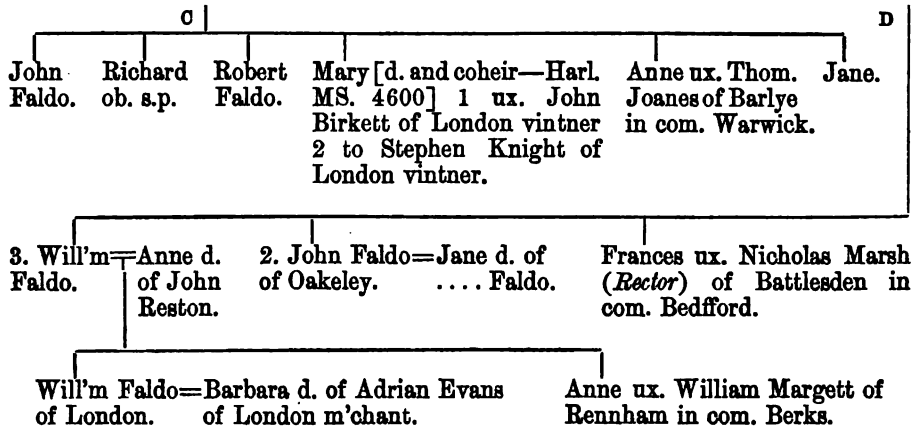 C D
John Faldo.
Richard ob. s.p.
Robert Faldo.
Mary [d. and coheir—Harl.
MS. 4600] 1 ux. John
Birkett of London vintner
2 to Stephen Knight of
London vintner.
Anne ux. Thom.
Joanes of Barlye
in com. Warwick.
Jane.
3. Will'm
Faldo.
=
Anne d.
of John
Reston.
2. John Faldo=Jane d. of
of Oakeley. .... Faldo.
Frances ux. Nicholas Marsh
(Rector) of Battlesden in
com. Bedfford.
Will'm Faldo=Barbara d. of Adrian Evans
of London. of London m'chant.
Anne ux. William Margett of
Rennham in com. Berks.